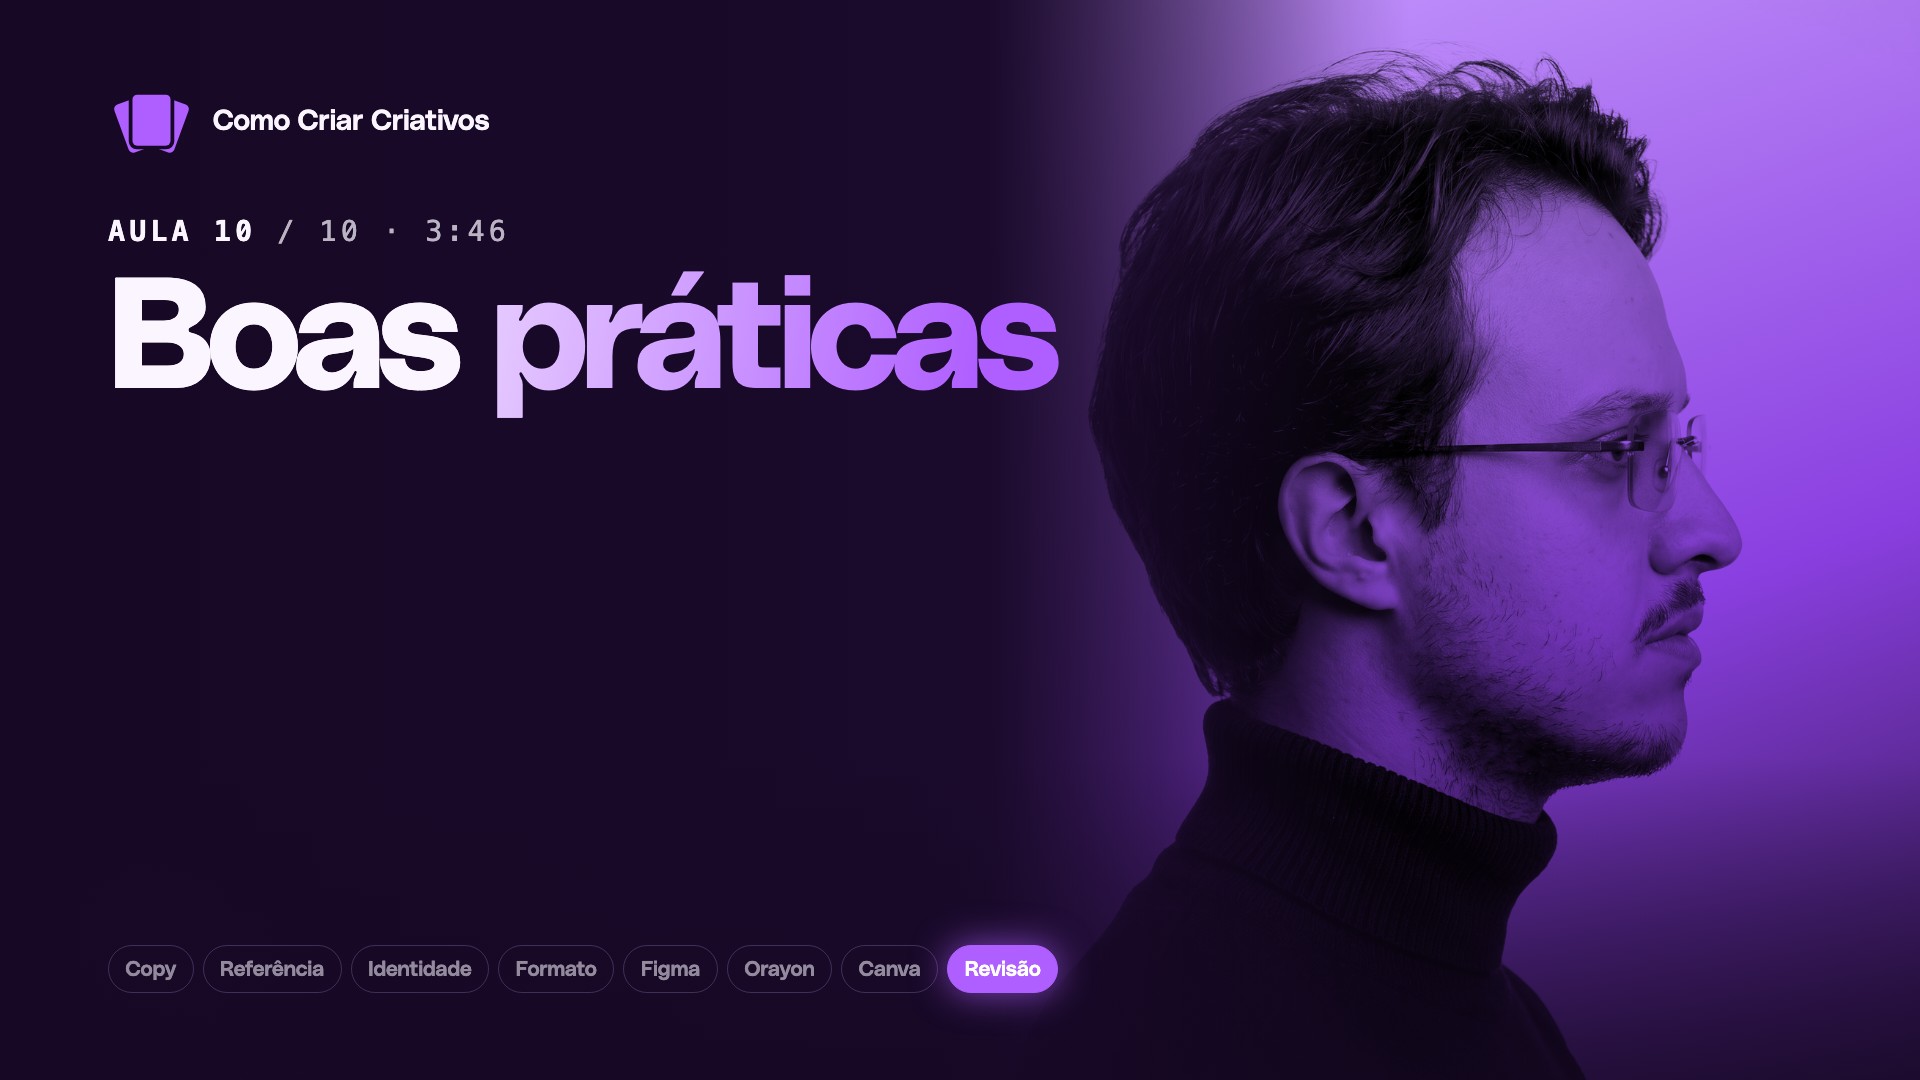 Como Criar Criativos
AULA 10 / 10 · 3:46
Boas práticas
Copy Referência Identidade Formato Figma Orayon Canva Revisão